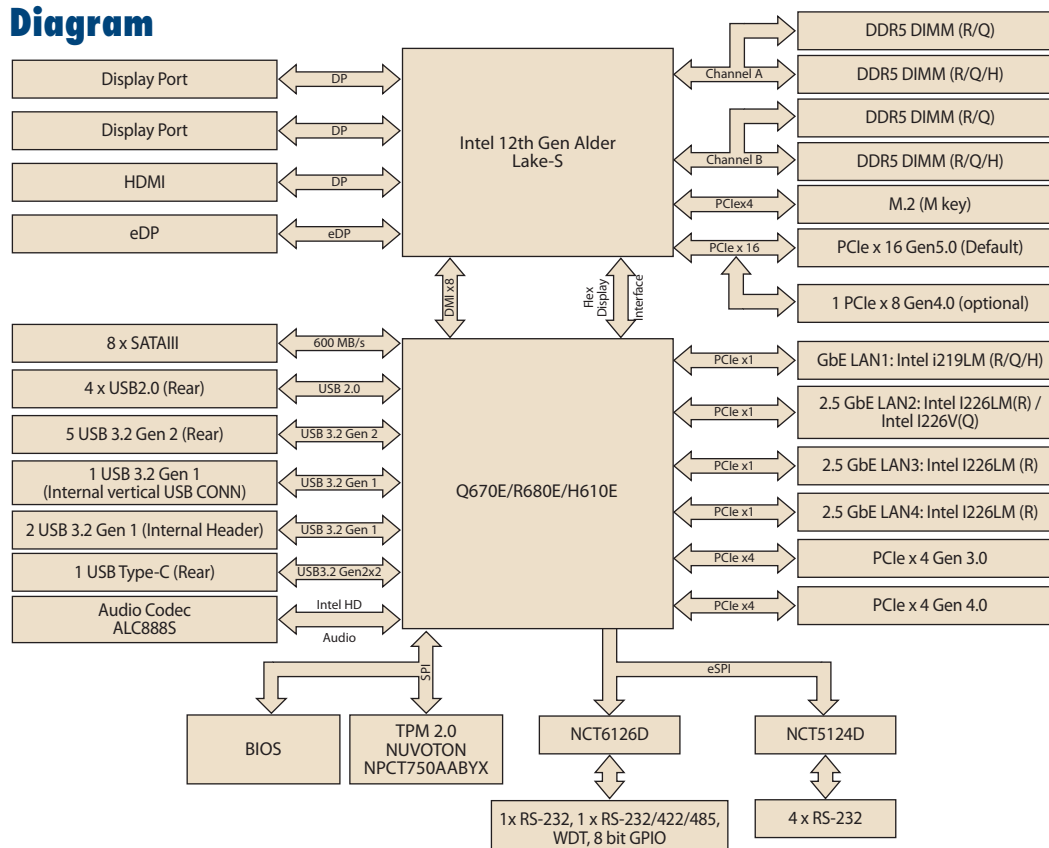 Diagram
Display Port
DP
Display Port
DP
HDMI
DP
eDP
eDP
Intel 12th Gen Alder
Lake-S
Channel A
DDR5 DIMM (R/Q)
DDR5 DIMM (R/Q/H)
Channel B
DDR5 DIMM (R/Q)
DDR5 DIMM (R/Q/H)
PCIex4
M.2 (M key)
PCIe x 16
PCIe x 16 Gen5.0 (Default)
1 PCIe x 8 Gen4.0 (optional)
DMI x8
Flex
Display
Interface
8 x SATAIII
600 MB/s
4 x USB2.0 (Rear)
USB 2.0
5 USB 3.2 Gen 2 (Rear)
USB 3.2 Gen 2
1 USB 3.2 Gen 1
(Internal vertical USB CONN)
USB 3.2 Gen 1
2 USB 3.2 Gen 1 (Internal Header)
USB 3.2 Gen 1
1 USB Type-C (Rear)
USB3.2 Gen2x2
Audio Codec
ALC888S
Intel HD
Audio
Q670E/R680E/H610E
PCIe x1
GbE LAN1: Intel i219LM (R/Q/H)
PCIe x1
2.5 GbE LAN2: Intel I226LM(R) /
Intel I226V(Q)
PCIe x1
2.5 GbE LAN3: Intel I226LM (R)
PCIe x1
2.5 GbE LAN4: Intel I226LM (R)
PCIe x4
PCIe x 4 Gen 3.0
PCIe x4
PCIe x 4 Gen 4.0
SPI
eSPI
BIOS
TPM 2.0
NUVOTON
NPCT750AABYX
NCT6126D
NCT5124D
1x RS-232, 1 x RS-232/422/485,
WDT, 8 bit GPIO
4 x RS-232